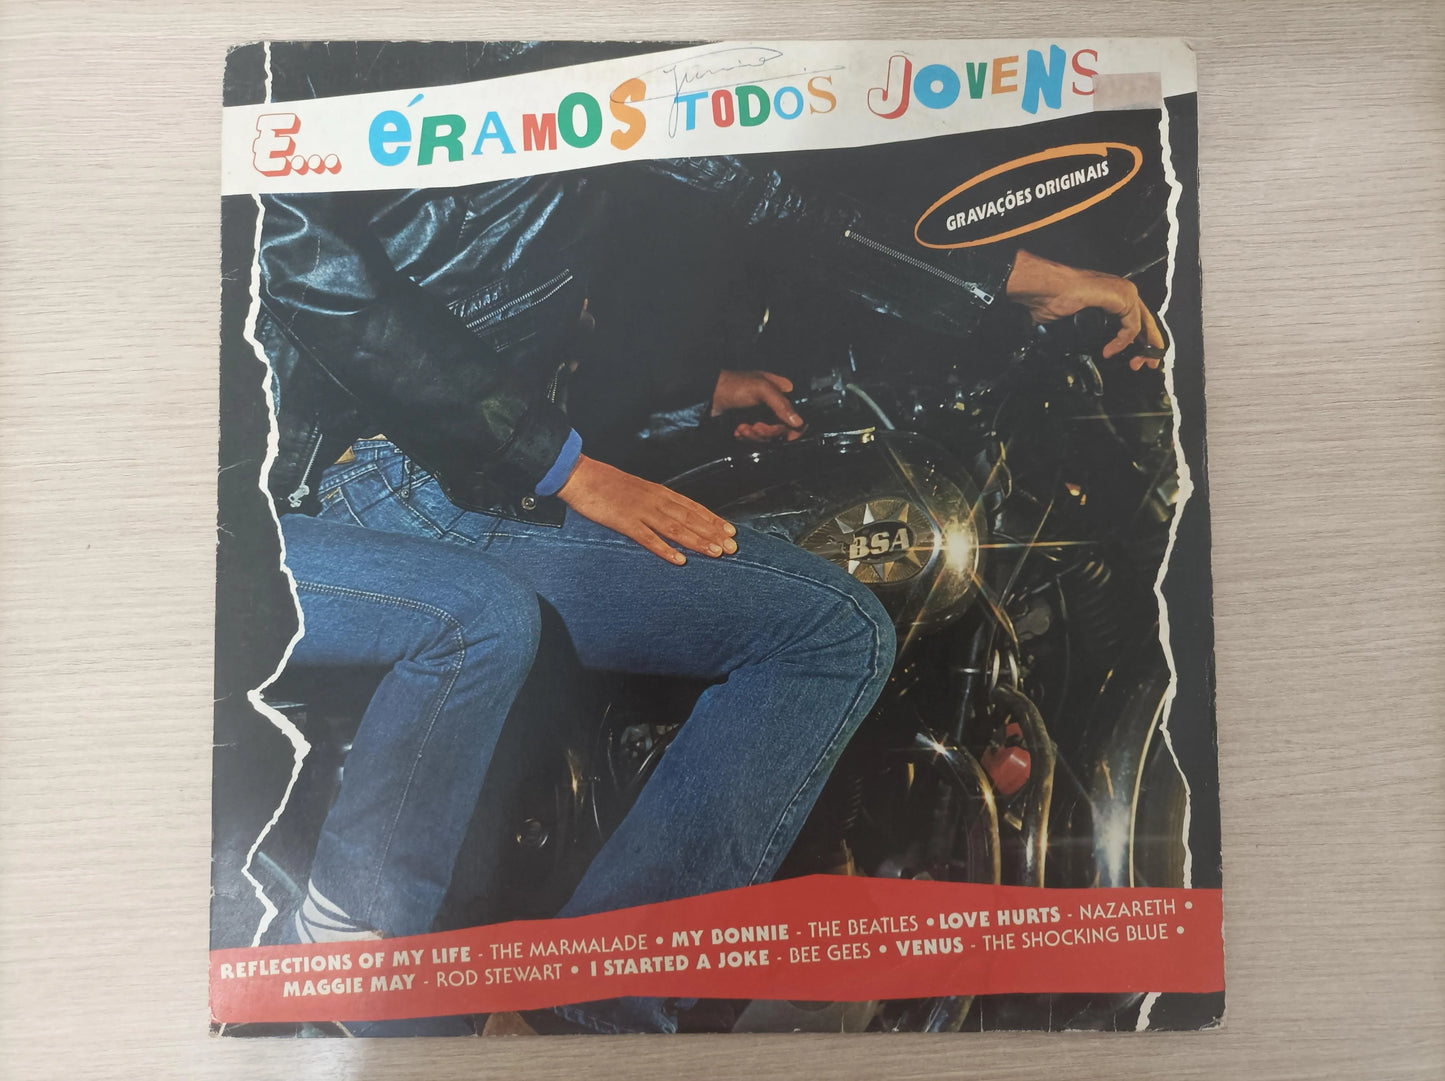 E... éRAMOS TODOS JOVENS
GRAVAÇÕES ORIGINAIS
BSA
REFLECTIONS OF MY LIFE - THE MARMALADE • MY BONNIE - THE BEATLES • LOVE HURTS - NAZARETH •
MAGGIE MAY - ROD STEWART • I STARTED A JOKE - BEE GEES • VENUS - THE SHOCKING BLUE •